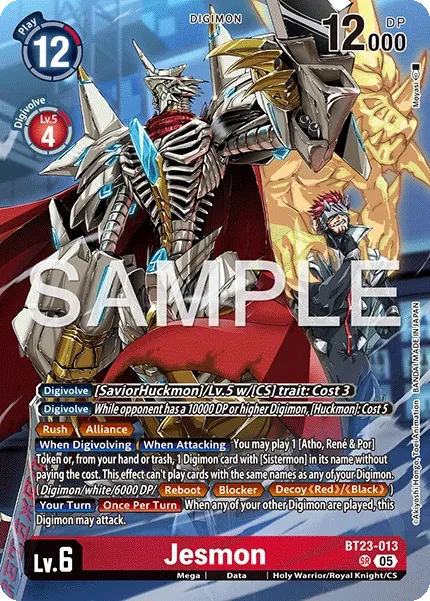 DIGIMON
Play
12
12000
DP
Digivolve
Lv.5
4
Moyasi
SAMPLE
©Akiyoshi Hongo, Toei Animation BANDAI MADE IN JAPAN
Digivolve [SaviorHuckmon]/Lv.5 w/[CS] trait: Cost 3
Digivolve While opponent has a 10000 DP or higher Digimon, [Huckmon]: Cost 5
Rush Alliance
When Digivolving When Attacking You may play 1 [Atho, René & Por]
Token or, from your hand or trash, 1 Digimon card with [Sistermon] in its name without
paying the cost. This effect can't play cards with the same names as any of your Digimon.
(Digimon/white/6000 DP/ Reboot Blocker Decoy《Red》/《Black》)
Your Turn Once Per Turn When any of your other Digimon are played, this
Digimon may attack.
BT23-013
Lv.6
Jesmon
SR 05
Mega Data Holy Warrior/Royal Knight/CS